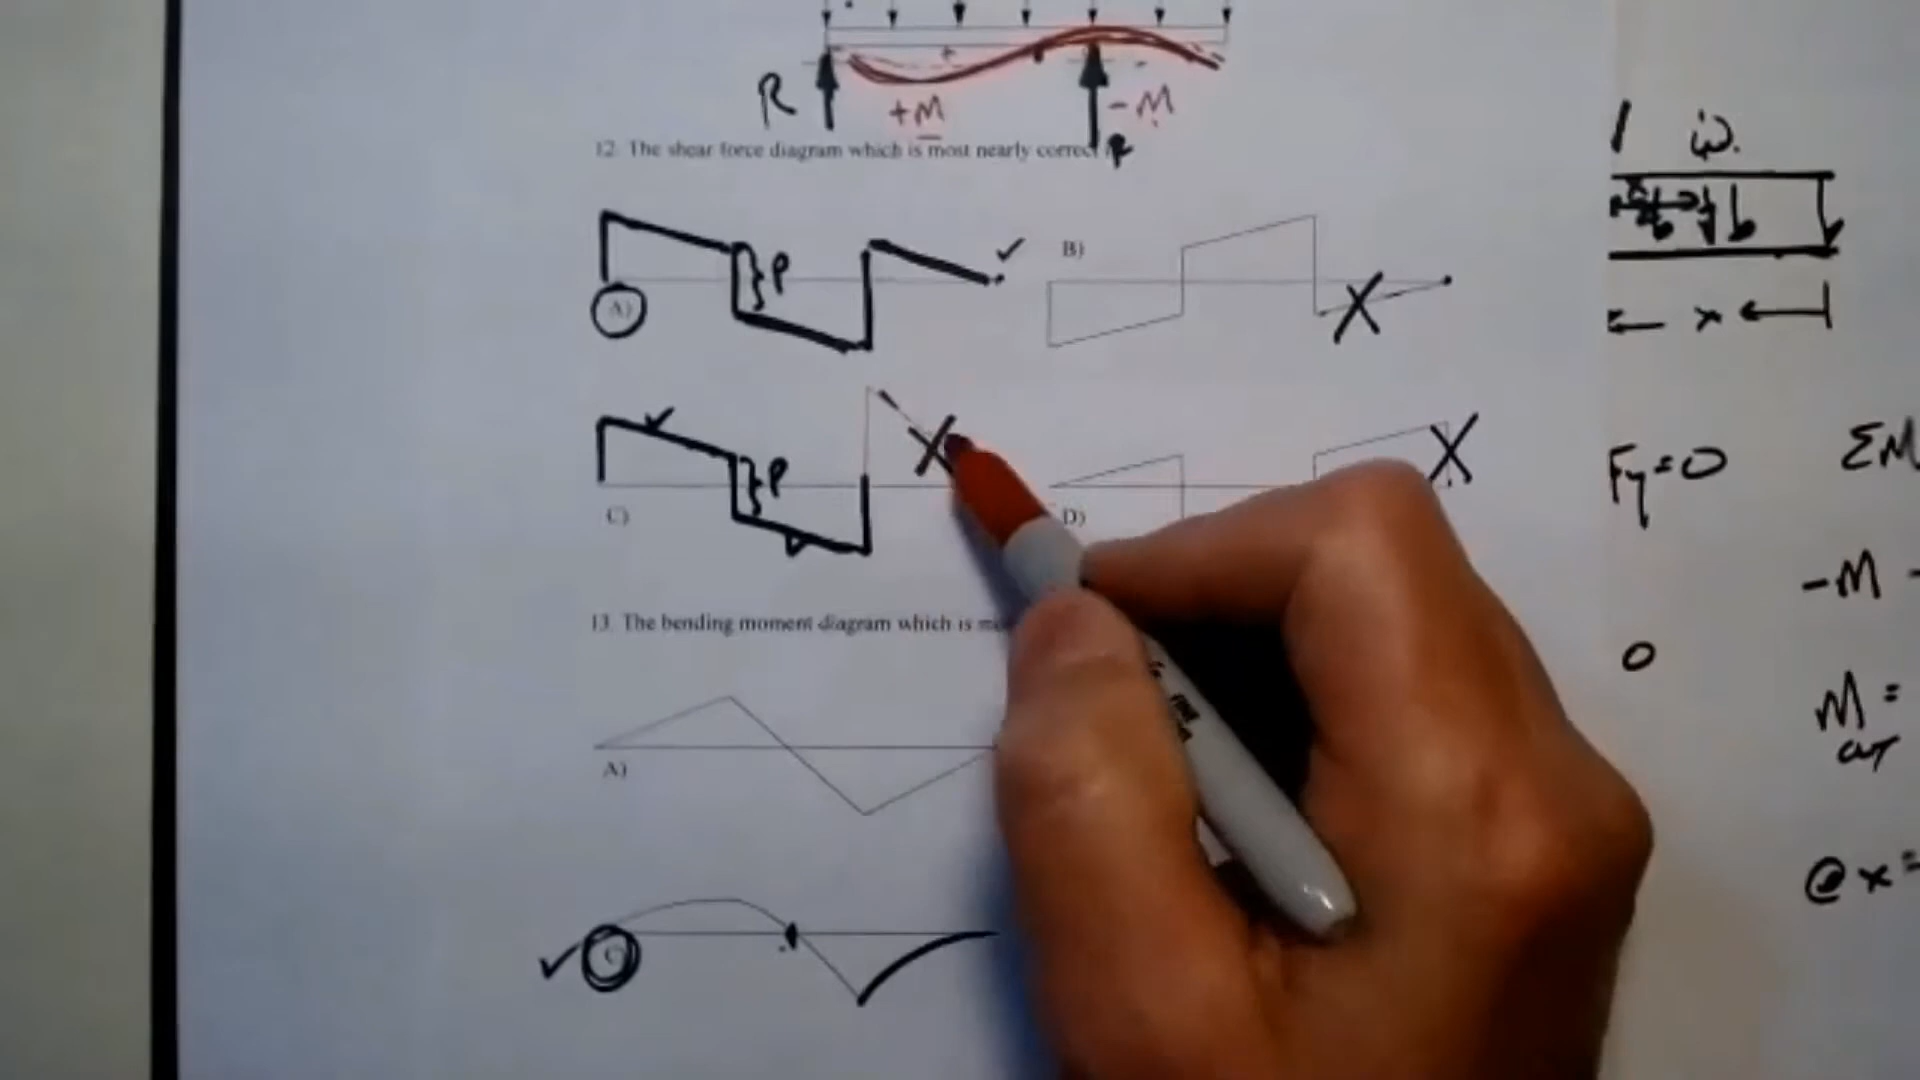 R
+M
-M
12. The shear force diagram which is most nearly correct
R
A)
P
B)
C)
P
D)
13. The bending moment diagram which is
A)
C)
w.
b
x
Fy=0
ΣM
-M
0
M=
CUT
@ x=